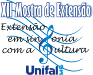 XII Mostra de Extensão
Extensão
em sintonia
com a Cultura
Unifal